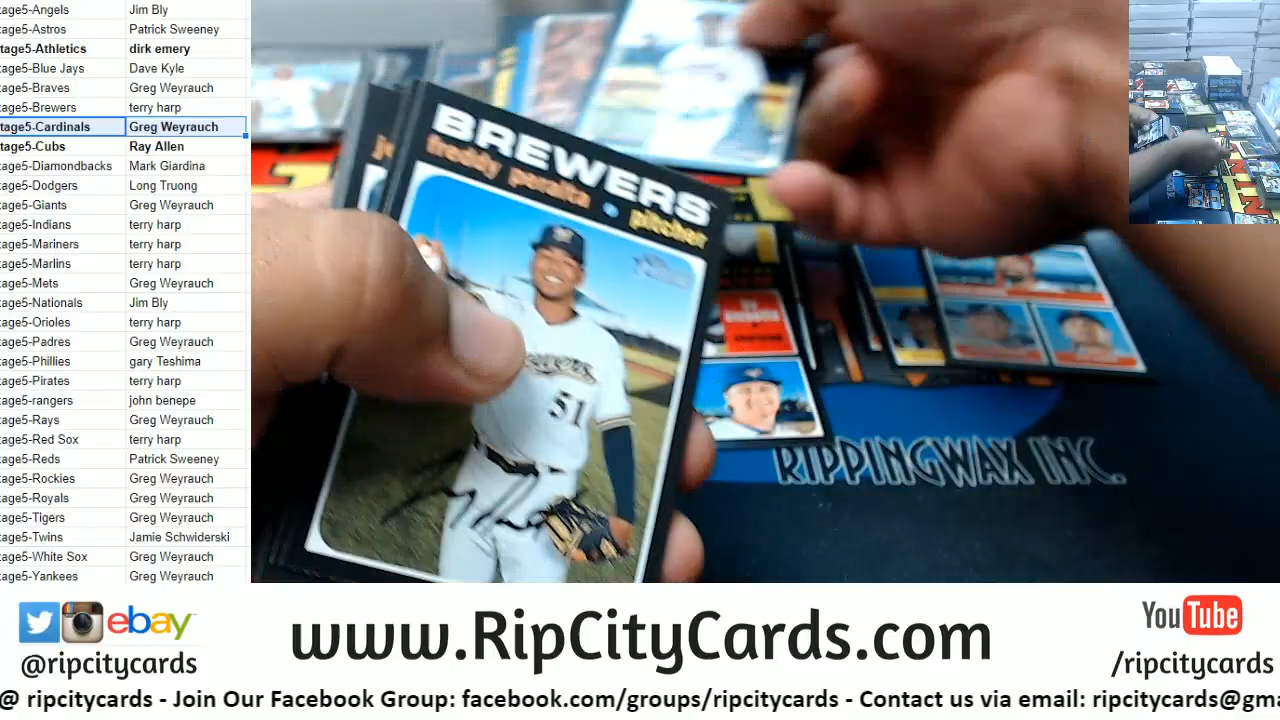 tage5-Angels Jim Bly
tage5-Astros Patrick Sweeney
tage5-Athletics dirk emery
tage5-Blue Jays Dave Kyle
tage5-Braves Greg Weyrauch
tage5-Brewers terry harp
tage5-Cardinals Greg Weyrauch
tage5-Cubs Ray Allen
tage5-Diamondbacks Mark Giardina
tage5-Dodgers Long Truong
tage5-Giants Greg Weyrauch
tage5-Indians terry harp
tage5-Mariners terry harp
tage5-Marlins terry harp
tage5-Mets Greg Weyrauch
tage5-Nationals Jim Bly
tage5-Orioles terry harp
tage5-Padres Greg Weyrauch
tage5-Phillies gary Teshima
tage5-Pirates terry harp
tage5-rangers john benepe
tage5-Rays Greg Weyrauch
tage5-Red Sox terry harp
tage5-Reds Patrick Sweeney
tage5-Rockies Greg Weyrauch
tage5-Royals Greg Weyrauch
tage5-Tigers Greg Weyrauch
tage5-Twins Jamie Schwiderski
tage5-White Sox Greg Weyrauch
tage5-Yankees Greg Weyrauch
BREWERS
freddy peralta • pitcher
51
RIPPINGWAX INC.
ebay
@ripcitycards
www.RipCityCards.com
YouTube
/ripcitycards
@ ripcitycards - Join Our Facebook Group: facebook.com/groups/ripcitycards - Contact us via email: ripcitycards@gma